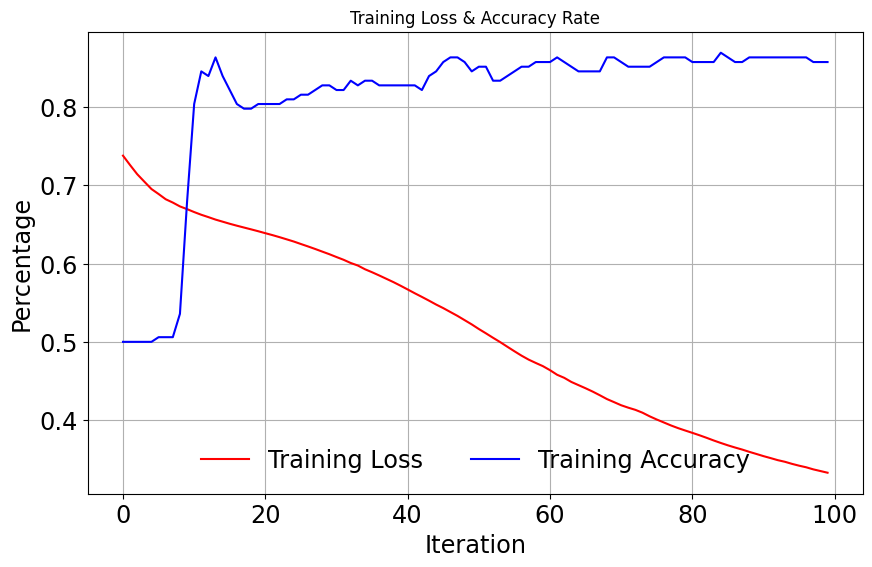 Training Loss & Accuracy Rate
Percentage
0.8
0.7
0.6
0.5
0.4
Training Loss
Training Accuracy
0 20 40 60 80 100
Iteration